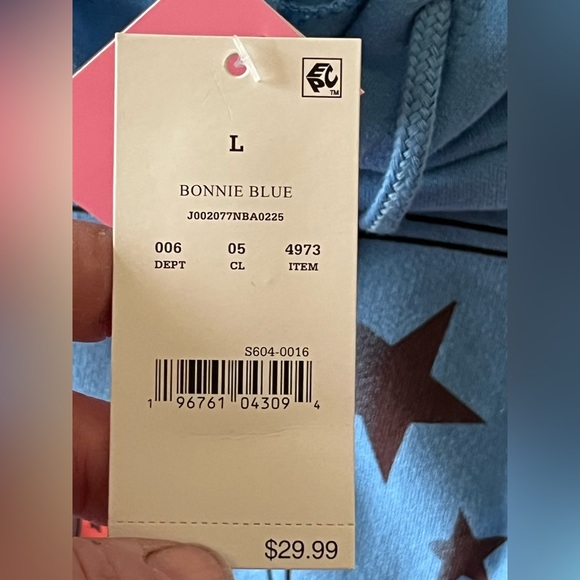 EPC
TM
L
BONNIE BLUE
J002077NBA0225
006 05 4973
DEPT CL ITEM
S604-0016
1 96761 04309 4
$29.99